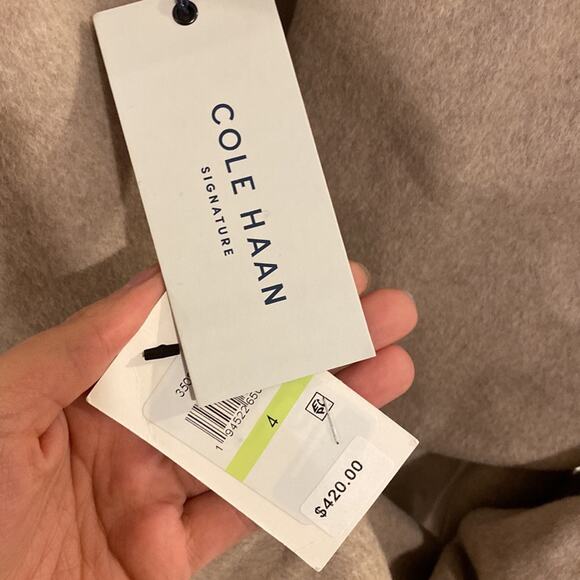 COLE HAAN
SIGNATURE
4
$420.00